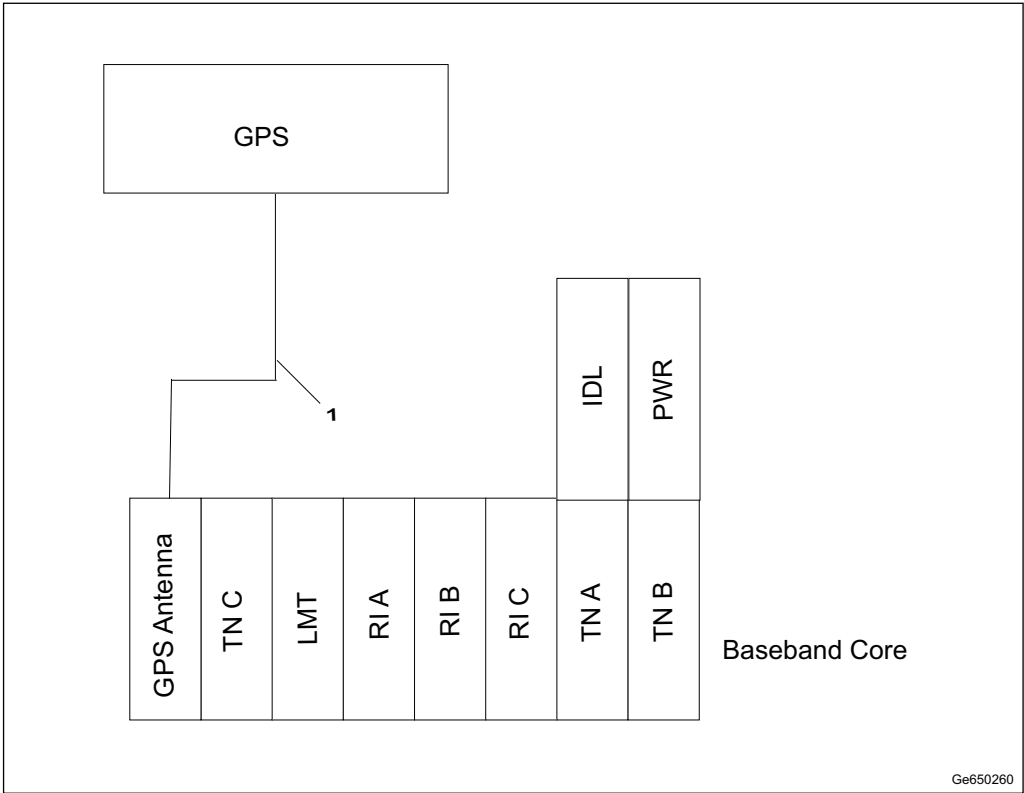 GPS
1
IDL
PWR
GPS Antenna
TN C
LMT
RI A
RI B
RI C
TN A
TN B
Baseband Core
Ge650260